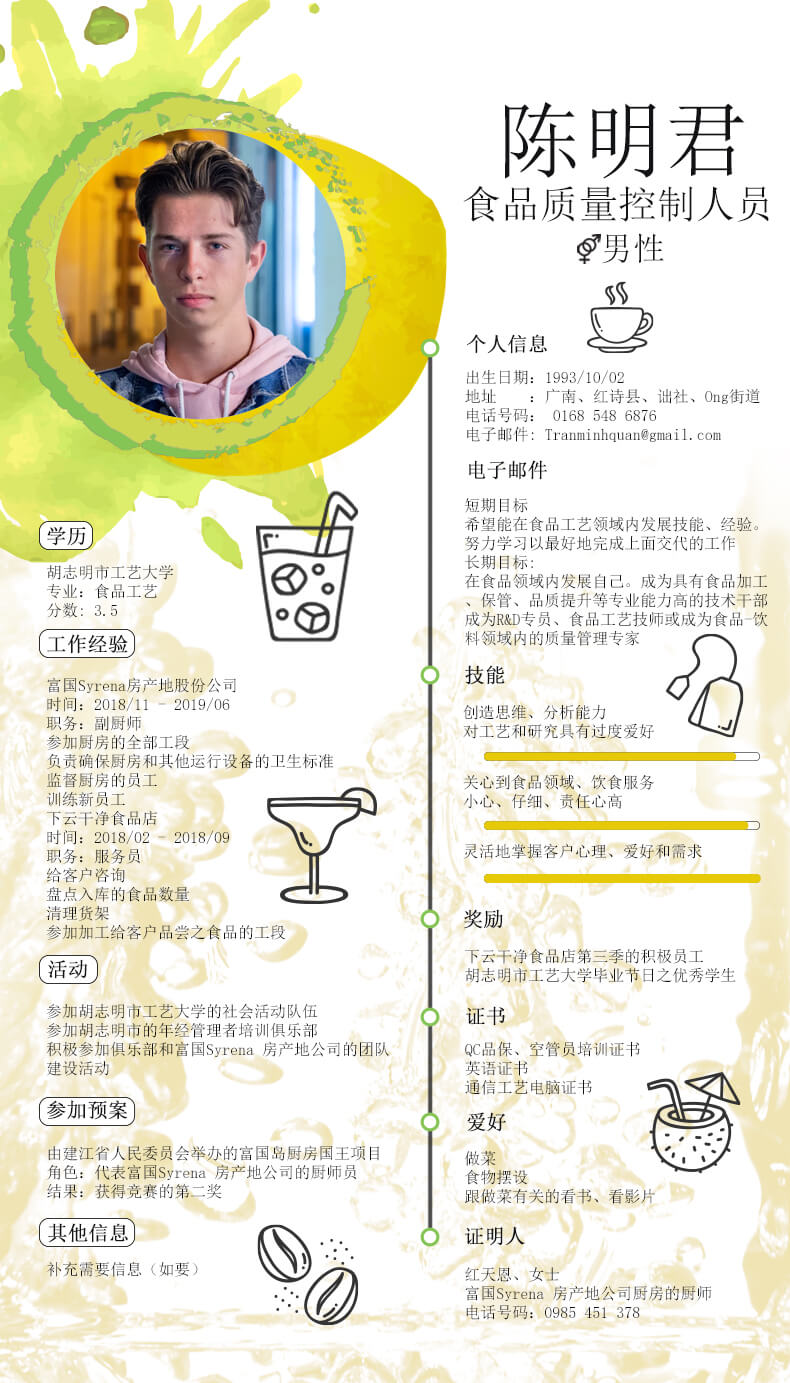 陈明君
食品质量控制人员
男性
个人信息
出生日期：1993/10/02
地址　　：广南、红诗县、诎社、Ong街道
电话号码： 0168 548 6876
电子邮件: Tranminhquan@gmail.com
电子邮件
短期目标
希望能在食品工艺领域内发展技能、经验。
努力学习以最好地完成上面交代的工作
长期目标:
在食品领域内发展自己。成为具有食品加工
、保管、品质提升等专业能力高的技术干部
成为R&D专员、食品工艺技师或成为食品-饮
料领域内的质量管理专家
技能
创造思维、分析能力
对工艺和研究具有过度爱好
关心到食品领域、饮食服务
小心、仔细、责任心高
灵活地掌握客户心理、爱好和需求
奖励
下云干净食品店第三季的积极员工
胡志明市工艺大学毕业节日之优秀学生
证书
QC品保、空管员培训证书
英语证书
通信工艺电脑证书
爱好
做菜
食物摆设
跟做菜有关的看书、看影片
证明人
红天恩、女士
富国Syrena 房产地公司厨房的厨师
电话号码：0985 451 378
学历
胡志明市工艺大学
专业：食品工艺
分数: 3.5
工作经验
富国Syrena房产地股份公司
时间：2018/11 - 2019/06
职务：副厨师
参加厨房的全部工段
负责确保厨房和其他运行设备的卫生标准
监督厨房的员工
训练新员工
下云干净食品店
时间：2018/02 - 2018/09
职务：服务员
给客户咨询
盘点入库的食品数量
清理货架
参加加工给客户品尝之食品的工段
活动
参加胡志明市工艺大学的社会活动队伍
参加胡志明市的年经管理者培训俱乐部
积极参加俱乐部和富国Syrena 房产地公司的团队
建设活动
参加预案
由建江省人民委员会举办的富国岛厨房国王项目
角色：代表富国Syrena 房产地公司的厨师员
结果：获得竞赛的第二奖
其他信息
补充需要信息（如要）